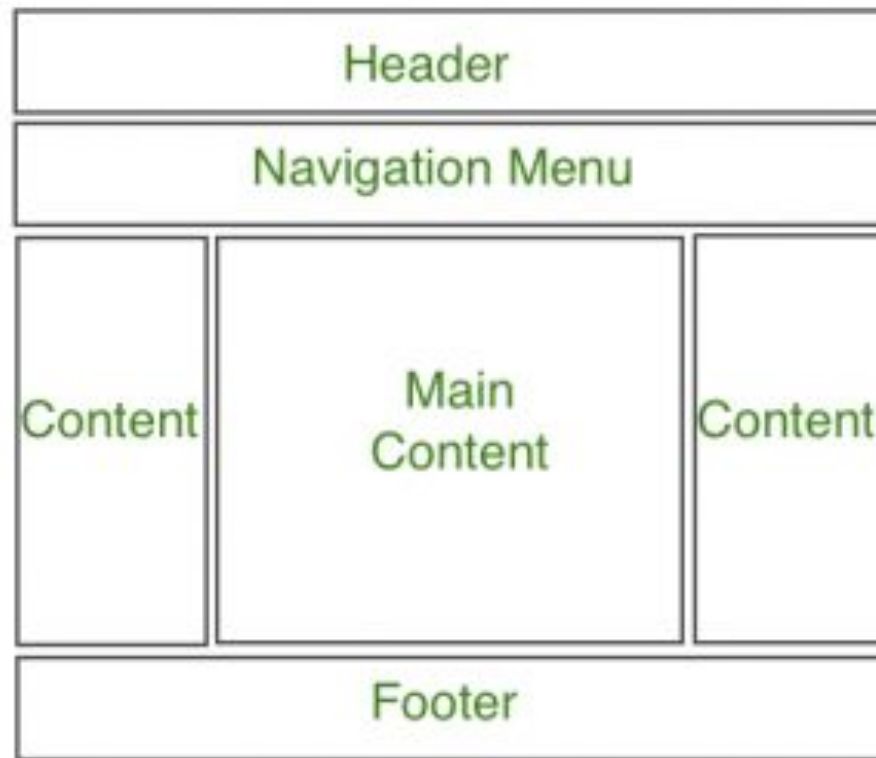 Header
Navigation Menu
Content
Main
Content
Content
Footer